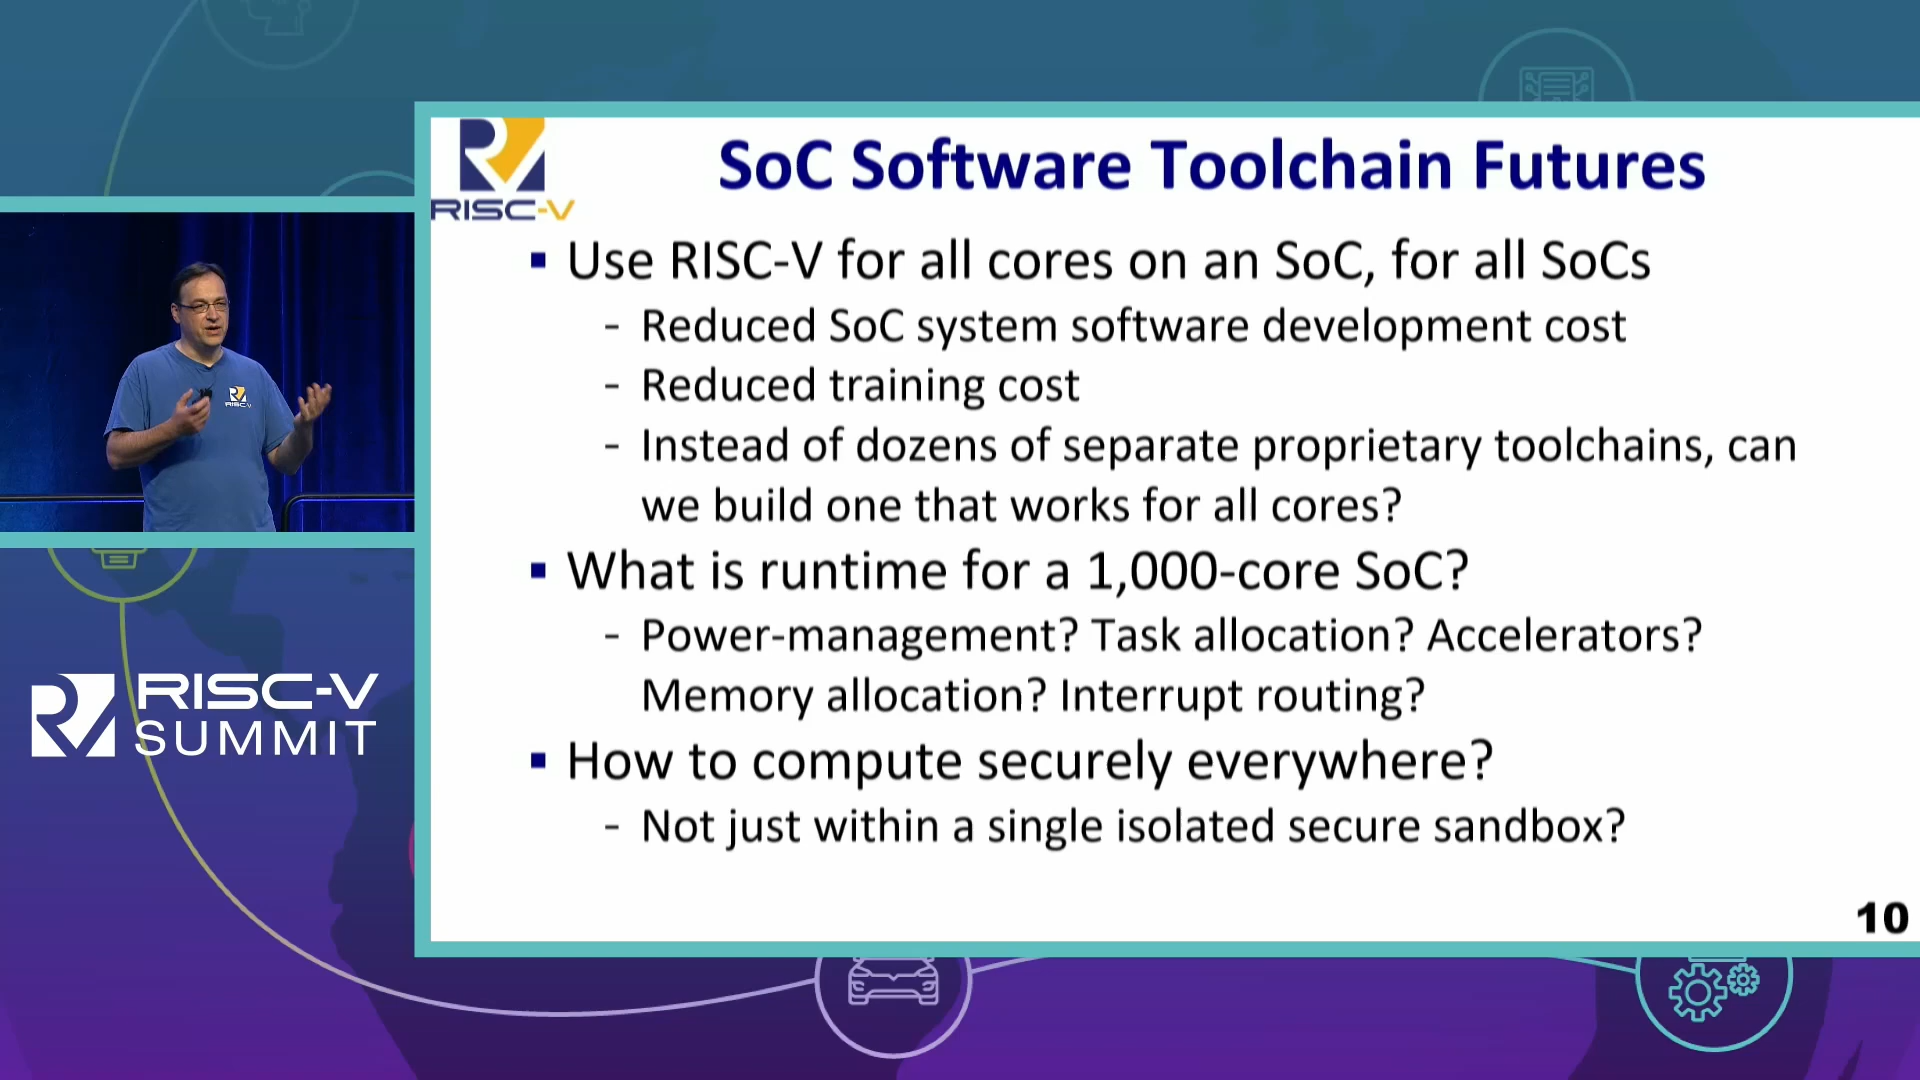 RISC-V
SoC Software Toolchain Futures
▪ Use RISC-V for all cores on an SoC, for all SoCs
- Reduced SoC system software development cost
- Reduced training cost
- Instead of dozens of separate proprietary toolchains, can
we build one that works for all cores?
▪ What is runtime for a 1,000-core SoC?
- Power-management? Task allocation? Accelerators?
Memory allocation? Interrupt routing?
▪ How to compute securely everywhere?
- Not just within a single isolated secure sandbox?
10
RISC-V
RISC-V
SUMMIT